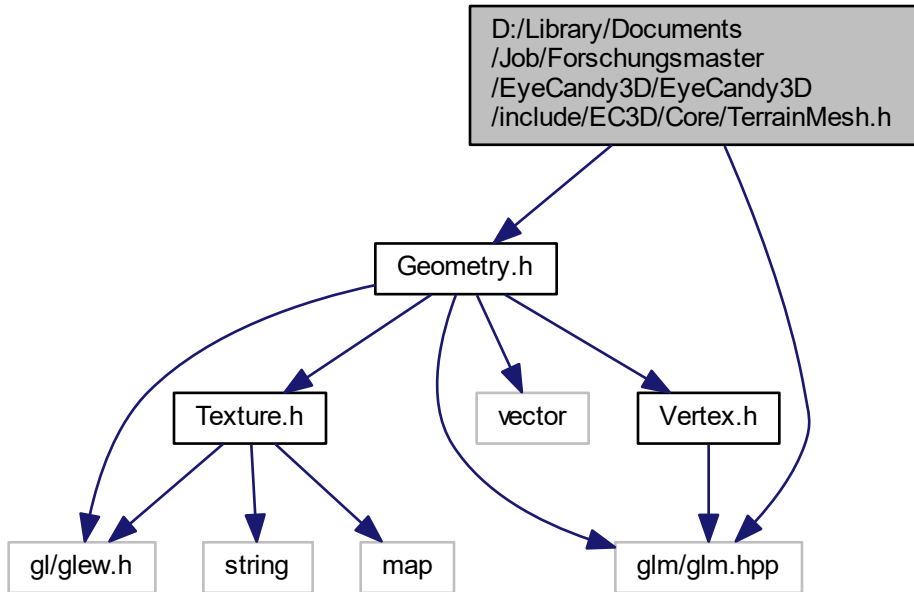 D:/Library/Documents
/Job/Forschungsmaster
/EyeCandy3D/EyeCandy3D
/include/EC3D/Core/TerrainMesh.h
Geometry.h
Texture.h
vector
Vertex.h
gl/glew.h
string
map
glm/glm.hpp